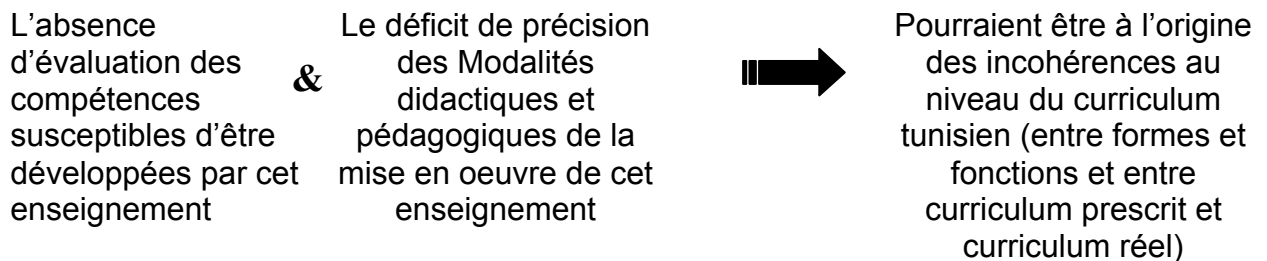 L’absence
d’évaluation des
compétences
susceptibles d’être
développées par cet
enseignement
&
Le déficit de précision
des Modalités
didactiques et
pédagogiques de la
mise en oeuvre de cet
enseignement
Pourraient être à l’origine
des incohérences au
niveau du curriculum
tunisien (entre formes et
fonctions et entre
curriculum prescrit et
curriculum réel)